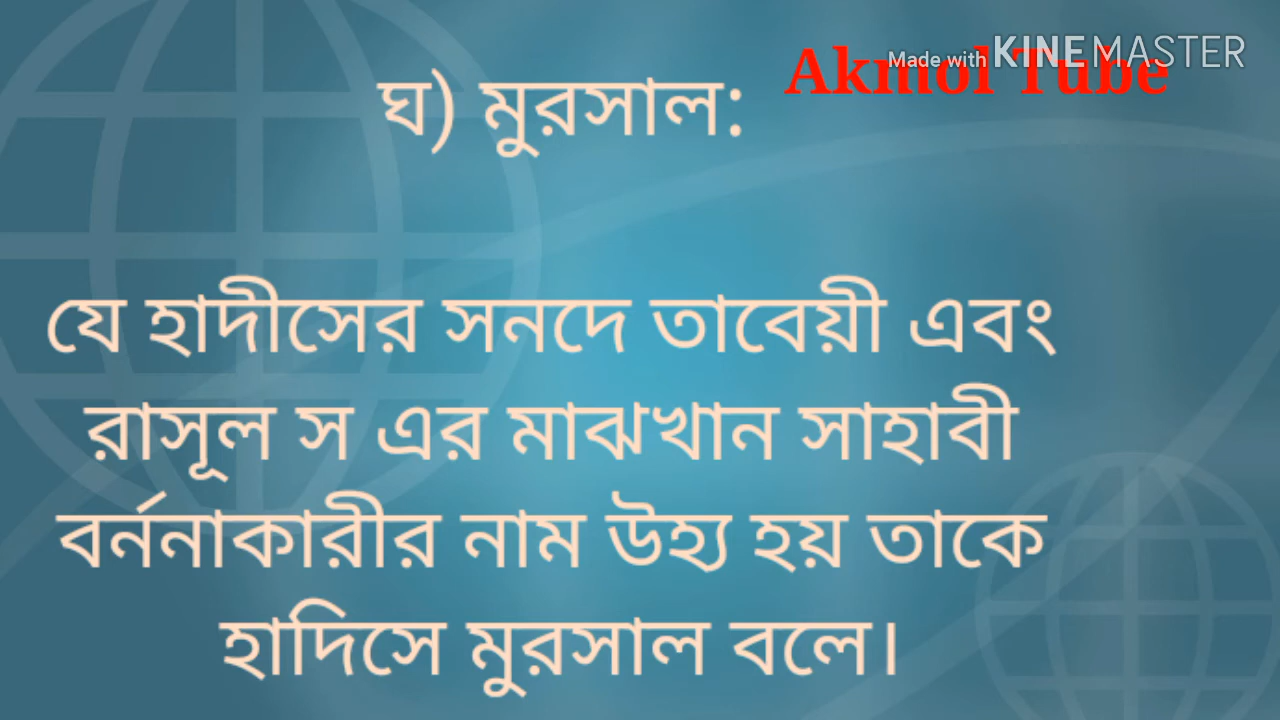 Akmol Tube
Made with KINEMASTER
ঘ) মুরসাল:
যে হাদীসের সনদে তাবেয়ী এবং
রাসূল স এর মাঝখান সাহাবী
বর্ননাকারীর নাম উহ্য হয় তাকে
হাদিসে মুরসাল বলে।